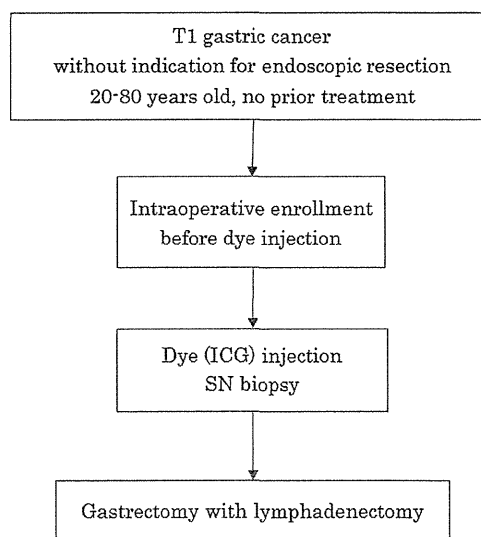 T1 gastric cancer
without indication for endoscopic resection
20-80 years old, no prior treatment
Intraoperative enrollment
before dye injection
Dye (ICG) injection
SN biopsy
Gastrectomy with lymphadenectomy